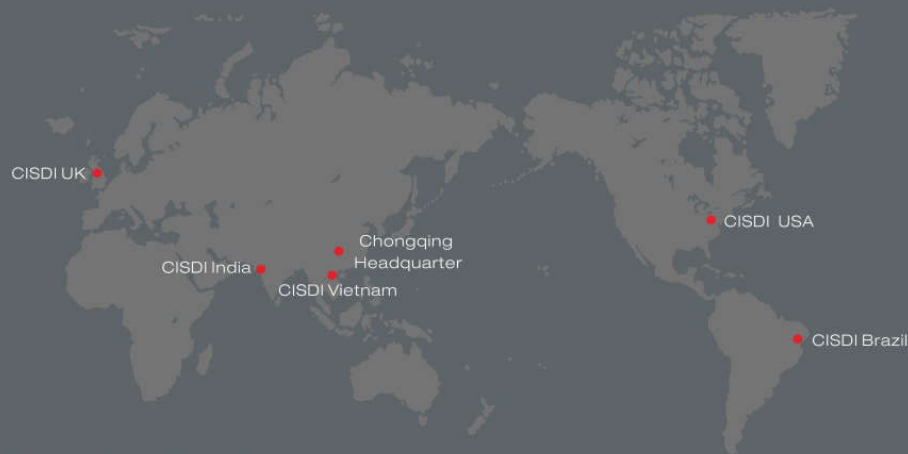 CISDI UK
CISDI USA
Chongqing
Headquarter
CISDI India
CISDI Vietnam
CISDI Brazil